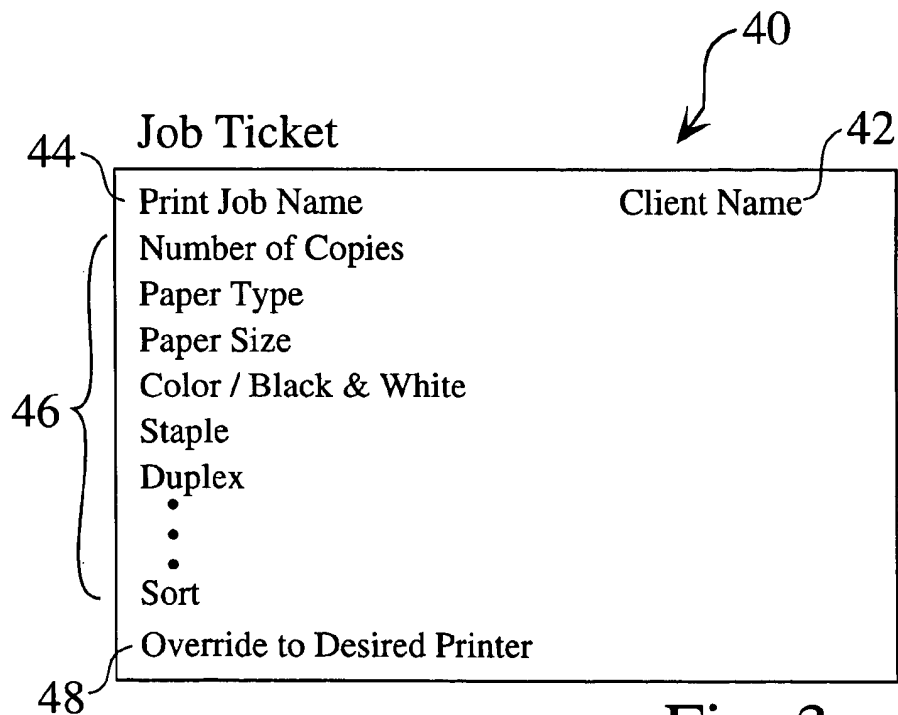 40
Job Ticket
42
44
Print Job Name Client Name
Number of Copies
Paper Type
Paper Size
Color / Black & White
46
Staple
Duplex
Sort
Override to Desired Printer
48